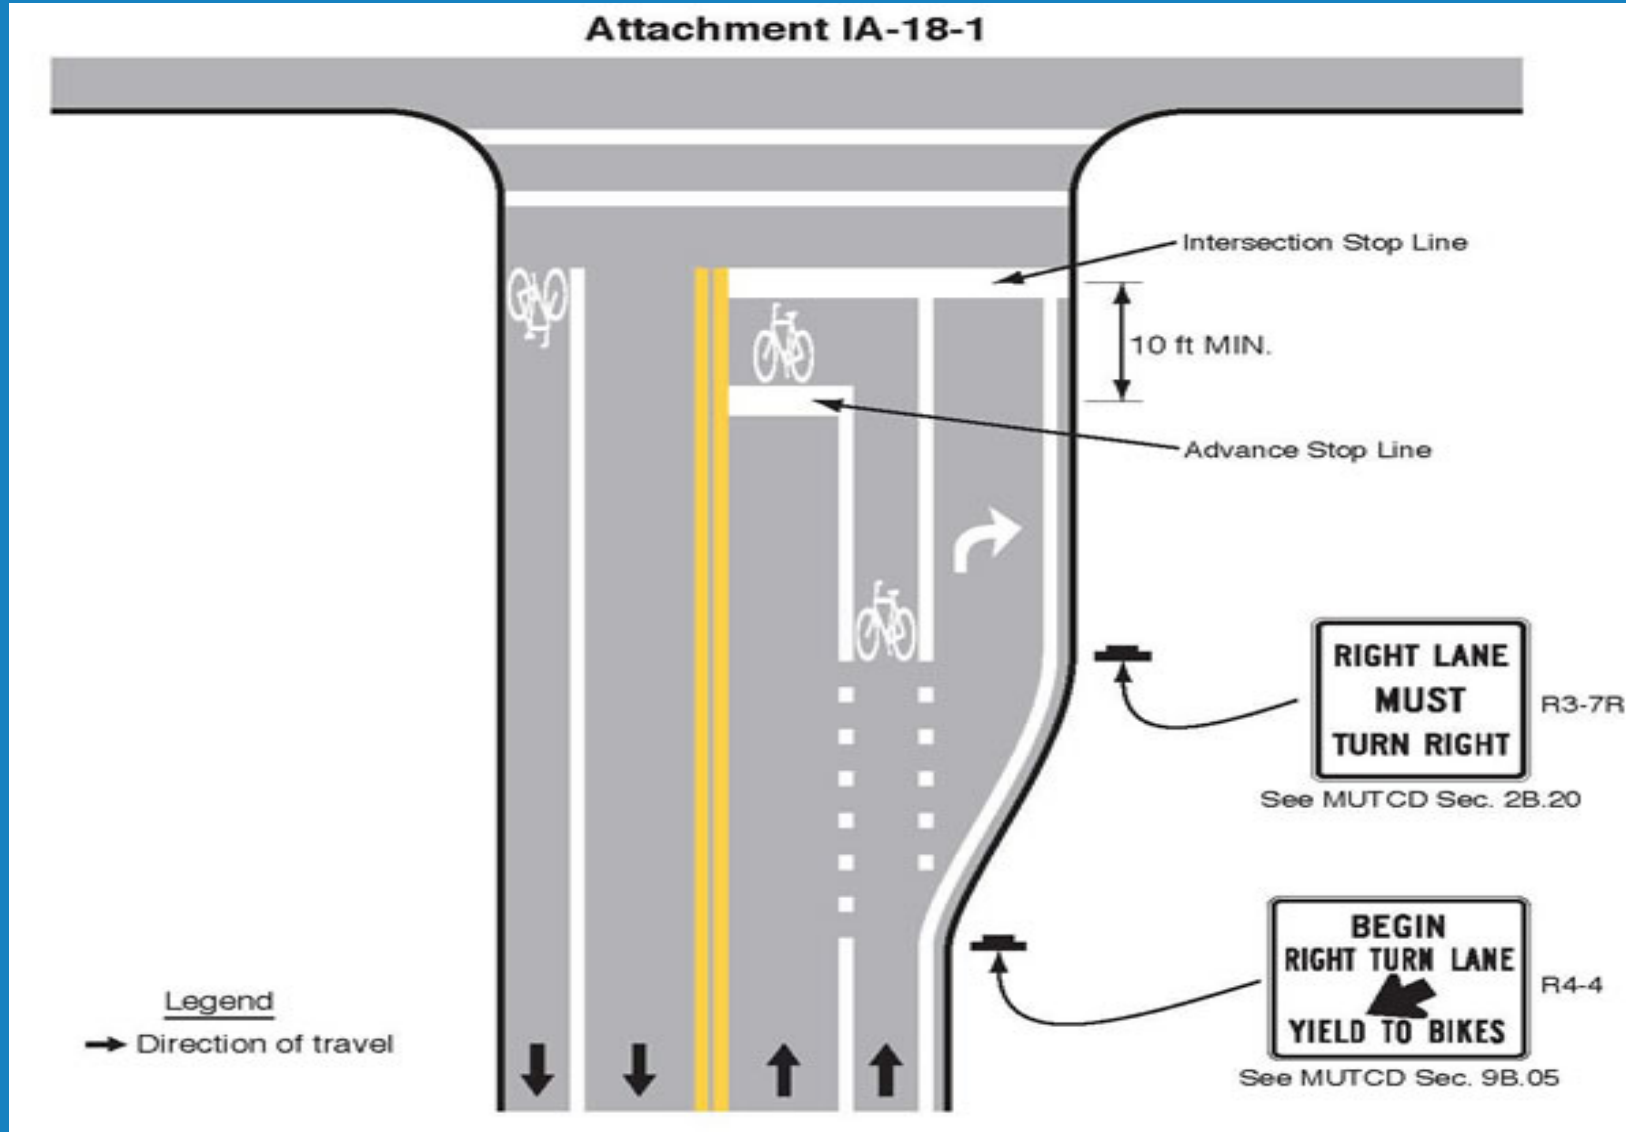 Attachment IA-18-1
Intersection Stop Line
10 ft MIN.
Advance Stop Line
RIGHT LANE
MUST
TURN RIGHT
R3-7R
See MUTCD Sec. 2B.20
BEGIN
RIGHT TURN LANE
YIELD TO BIKES
R4-4
See MUTCD Sec. 9B.05
Legend
Direction of travel